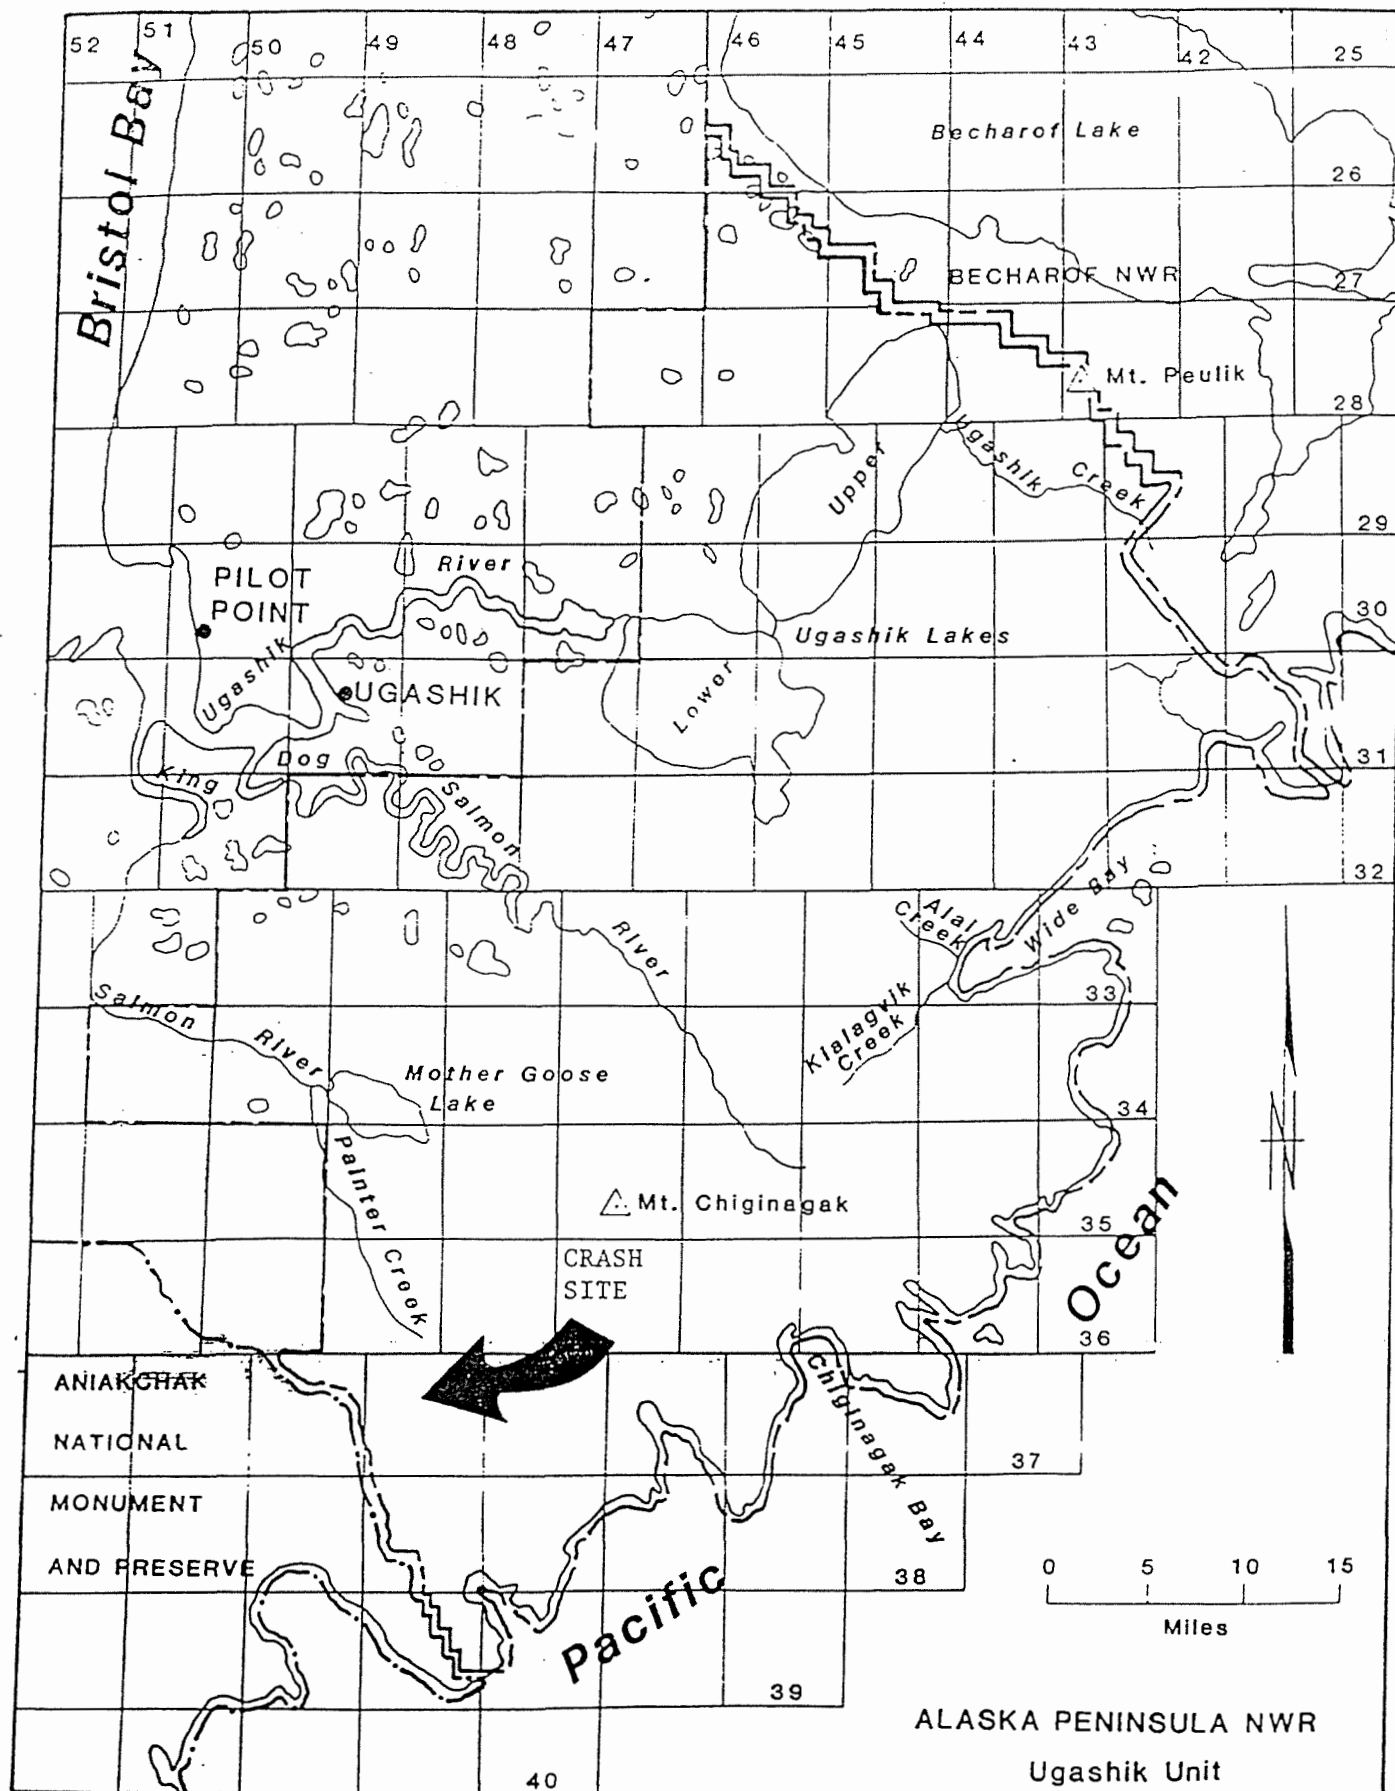 52
51
50
49
48
47
46
45
44
43
42
25
Bristol Bay
Becharof Lake
26
BECHAROF NWR
27
Mt. Peulik
28
Ugashik
Creek
Upper
29
River
PILOT
POINT
30
Ugashik Lakes
Ugashik
UGASHIK
Lower
Dog
31
King
Salmon
32
Wide Bay
Alai
Creek
River
33
Salmon
River
Klalagvik
Creek
Mother Goose
Lake
34
Painter Creek
Mt. Chiginagak
35
CRASH
SITE
Ocean
36
ANIAKCHAK
NATIONAL
MONUMENT
AND PRESERVE
Chiginagak Bay
37
N
38
0 5 10 15
Miles
Pacific
39
ALASKA PENINSULA NWR
Ugashik Unit
40